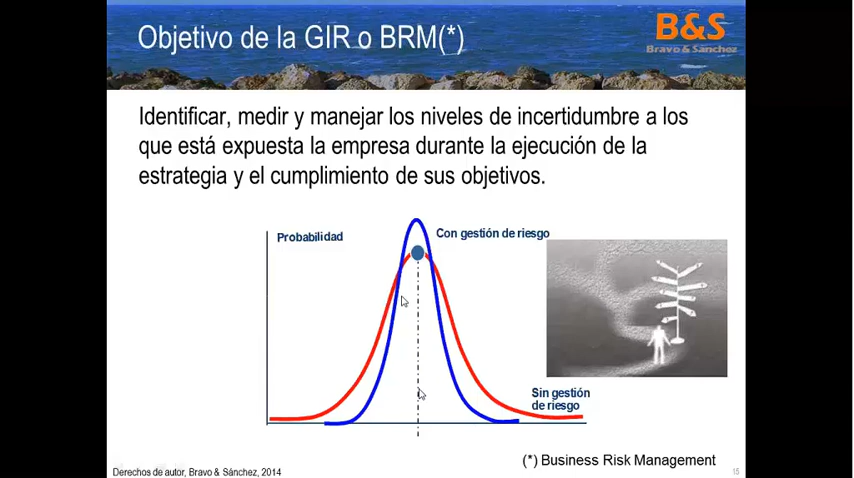 Objetivo de la GIR o BRM(*)
B&S
Bravo & Sánchez
Identificar, medir y manejar los niveles de incertidumbre a los
que está expuesta la empresa durante la ejecución de la
estrategia y el cumplimiento de sus objetivos.
Probabilidad
Con gestión de riesgo
Sin gestión
de riesgo
(*) Business Risk Management
Derechos de autor, Bravo & Sánchez, 2014
15